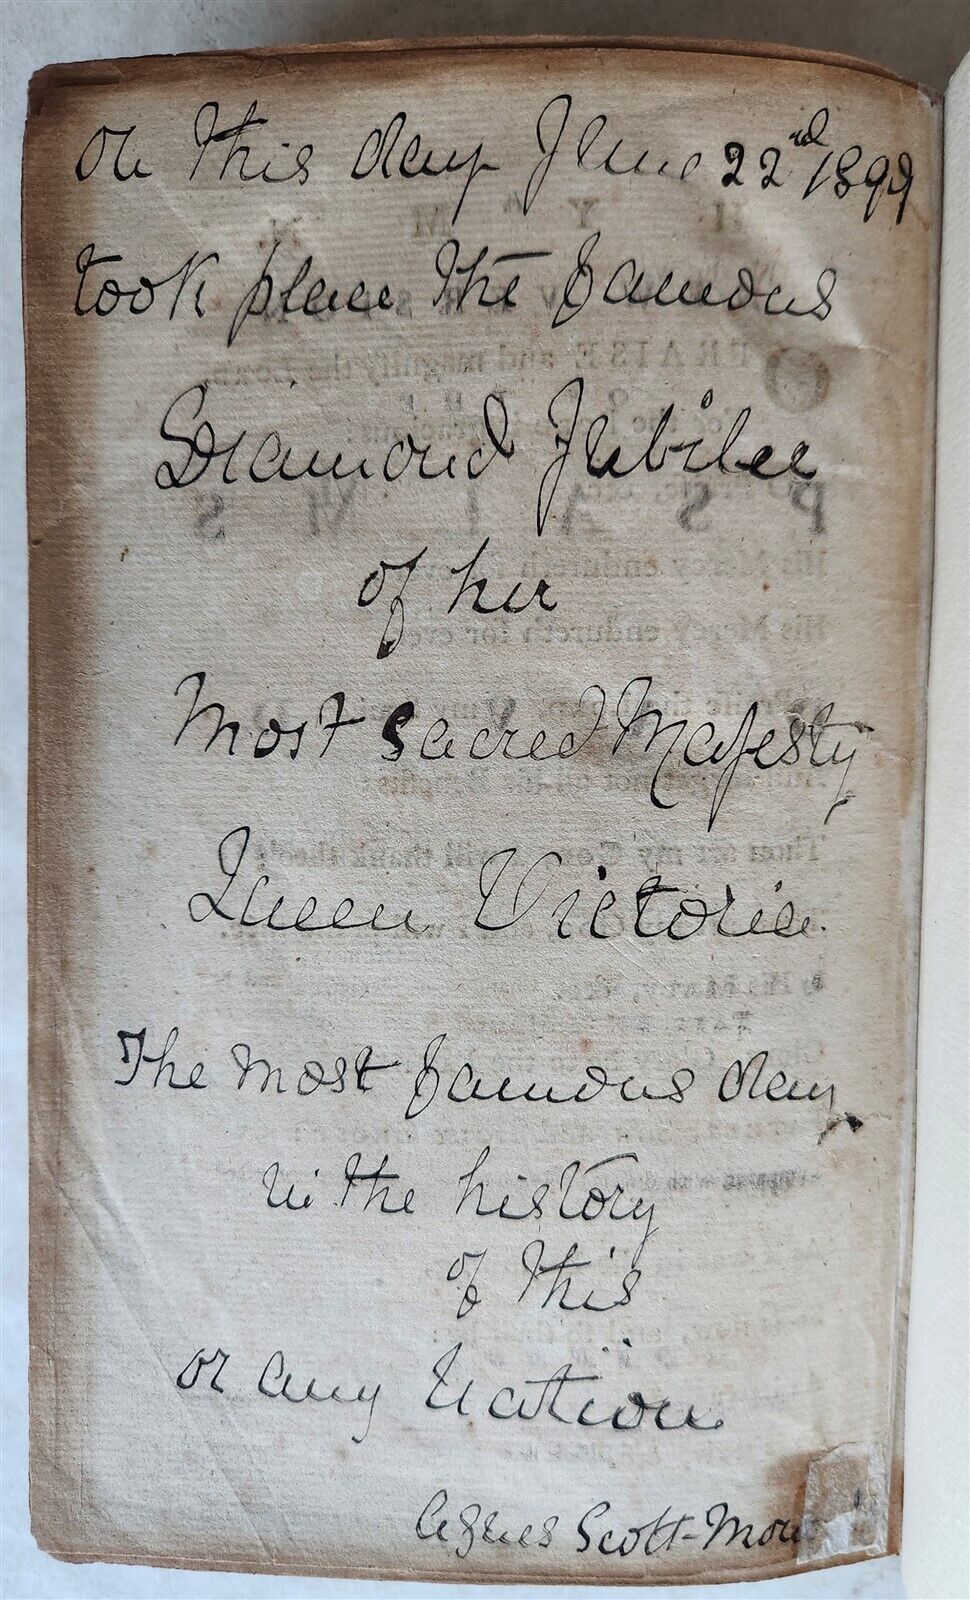 On this day June 22nd 1897
took place the famous
Diamond Jubilee
of her
Most Sacred Majesty
Queen Victoria
The most famous day
in the history
of this
or any Nation
Agnes Scott-